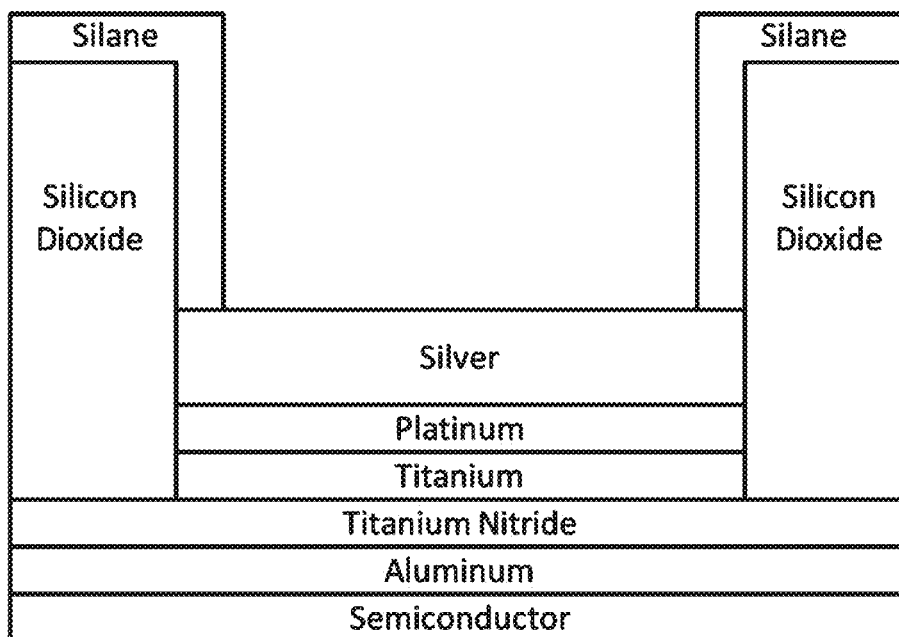 Silane
Silane
Silicon
Dioxide
Silicon
Dioxide
Silver
Platinum
Titanium
Titanium Nitride
Aluminum
Semiconductor